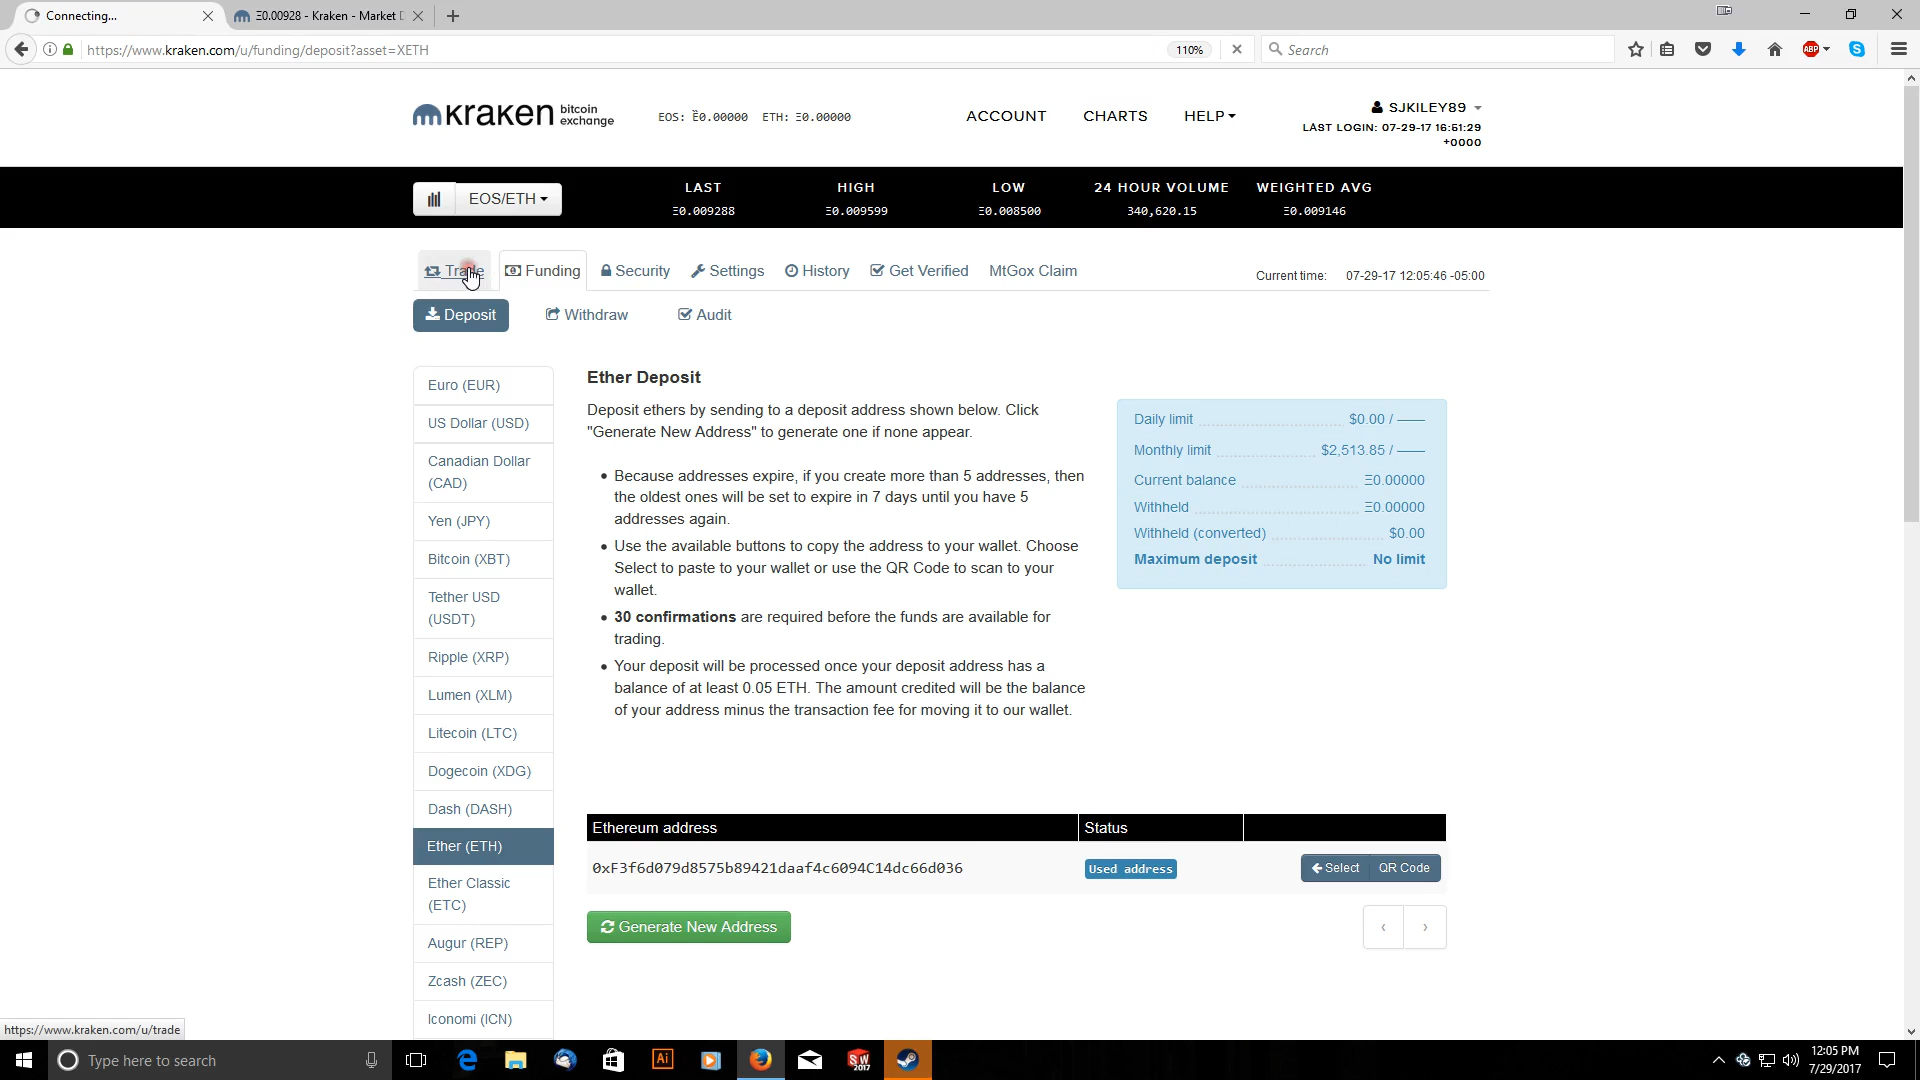 Connecting...
Ξ0.00928 - Kraken - Market D
https://www.kraken.com/u/funding/deposit?asset=XETH
110%
Search
ABP
kraken bitcoin exchange
EOS: Ё0.00000 ETH: Ξ0.00000
ACCOUNT
CHARTS
HELP
SJKILEY89
LAST LOGIN: 07-29-17 16:51:29
+0000
EOS/ETH
LAST
HIGH
LOW
24 HOUR VOLUME
WEIGHTED AVG
Ξ0.009288
Ξ0.009599
Ξ0.008500
340,620.15
Ξ0.009146
Trade
Funding
Security
Settings
History
Get Verified
MtGox Claim
Current time: 07-29-17 12:05:46 -05:00
Deposit
Withdraw
Audit
Euro (EUR)
US Dollar (USD)
Canadian Dollar
(CAD)
Yen (JPY)
Bitcoin (XBT)
Tether USD
(USDT)
Ripple (XRP)
Lumen (XLM)
Litecoin (LTC)
Dogecoin (XDG)
Dash (DASH)
Ether (ETH)
Ether Classic
(ETC)
Augur (REP)
Zcash (ZEC)
Iconomi (ICN)
Ether Deposit
Deposit ethers by sending to a deposit address shown below. Click
"Generate New Address" to generate one if none appear.
• Because addresses expire, if you create more than 5 addresses, then
the oldest ones will be set to expire in 7 days until you have 5
addresses again.
• Use the available buttons to copy the address to your wallet. Choose
Select to paste to your wallet or use the QR Code to scan to your
wallet.
• 30 confirmations are required before the funds are available for
trading.
• Your deposit will be processed once your deposit address has a
balance of at least 0.05 ETH. The amount credited will be the balance
of your address minus the transaction fee for moving it to our wallet.
Daily limit $0.00 / ——
Monthly limit $2,513.85 / ——
Current balance Ξ0.00000
Withheld Ξ0.00000
Withheld (converted) $0.00
Maximum deposit No limit
Ethereum address
Status
0xF3f6d079d8575b89421daaf4c6094C14dc66d036
Used address
Select
QR Code
Generate New Address
‹
›
https://www.kraken.com/u/trade
Type here to search
Ai
SW
2017
12:05 PM
7/29/2017